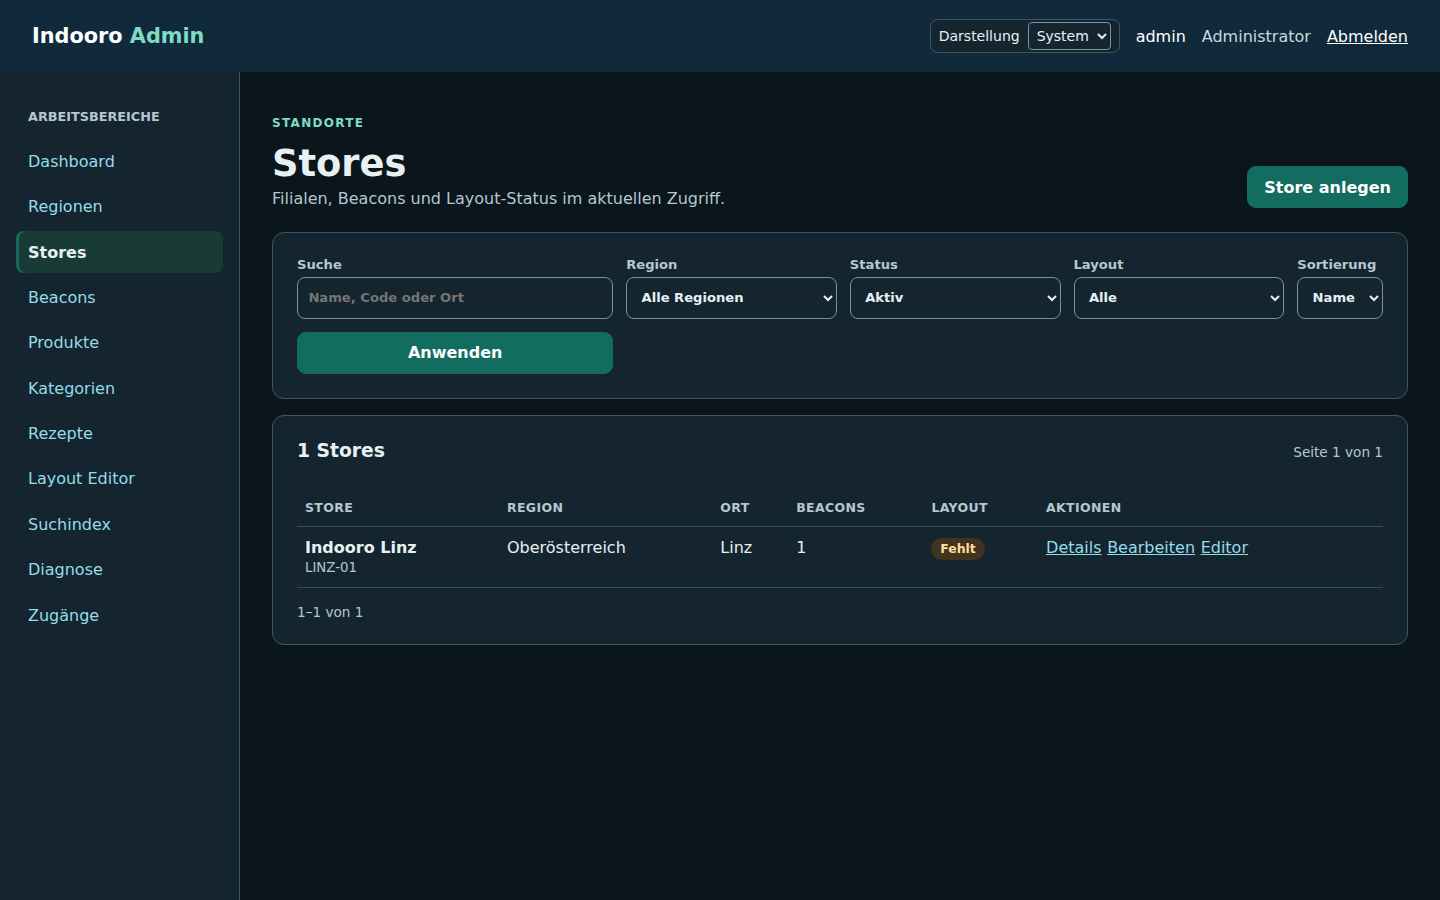 Indooro Admin
Darstellung System admin Administrator Abmelden
ARBEITSBEREICHE
Dashboard
Regionen
Stores
Beacons
Produkte
Kategorien
Rezepte
Layout Editor
Suchindex
Diagnose
Zugänge
STANDORTE
Stores
Filialen, Beacons und Layout-Status im aktuellen Zugriff.
Store anlegen
Suche Region Status Layout Sortierung
Name, Code oder Ort Alle Regionen Aktiv Alle Name
Anwenden
1 Stores
Seite 1 von 1
STORE REGION ORT BEACONS LAYOUT AKTIONEN
Indooro Linz Oberösterreich Linz 1 Fehlt Details Bearbeiten Editor
LINZ-01
1–1 von 1